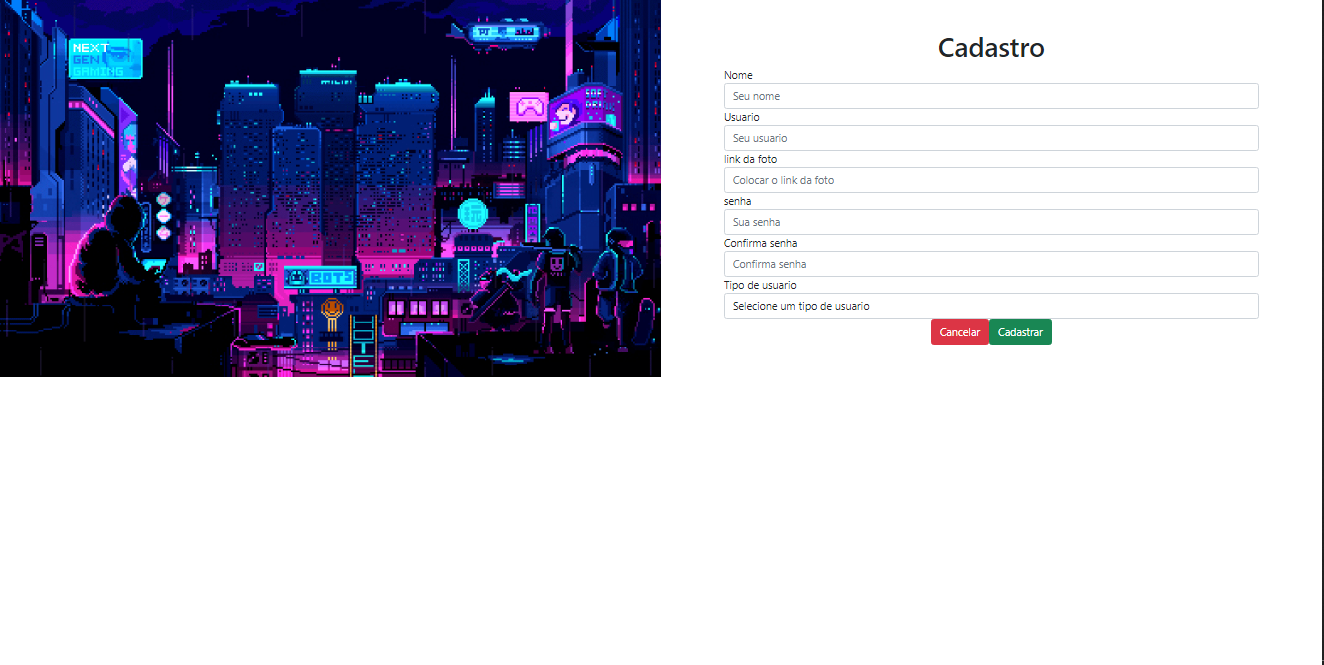 NEXT
GEN
GAMING
BOTS
HOTE
Cadastro
Nome
Seu nome
Usuario
Seu usuario
link da foto
Colocar o link da foto
senha
Sua senha
Confirma senha
Confirma senha
Tipo de usuario
Selecione um tipo de usuario
Cancelar Cadastrar